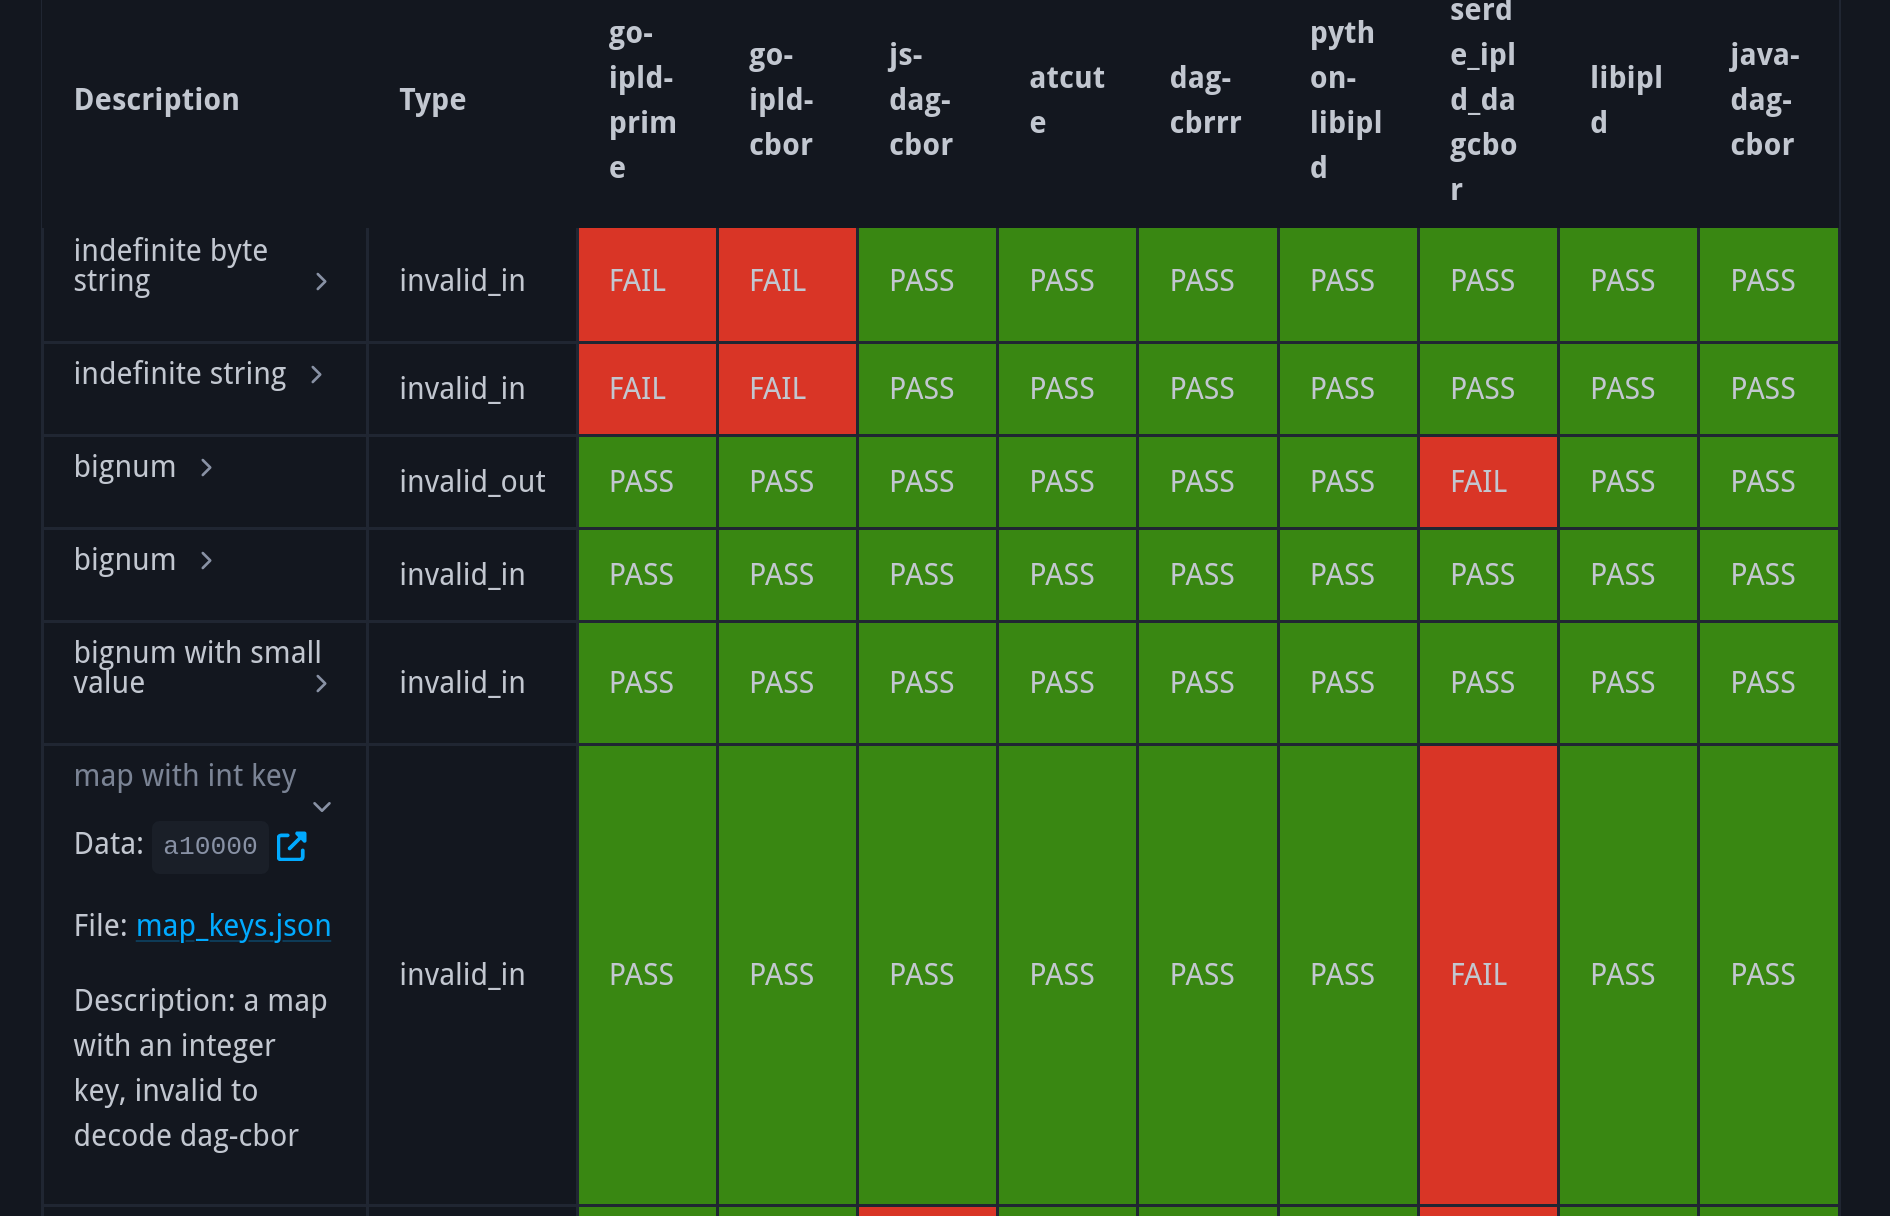 Description Type go-ipld-prime go-ipld-cbor js-dag-cbor atcute dag-cbrrr python-libipld serde_ipld_dagcbor libipld java-dag-cbor
indefinite byte
string invalid_in FAIL FAIL PASS PASS PASS PASS PASS PASS PASS
indefinite string invalid_in FAIL FAIL PASS PASS PASS PASS PASS PASS PASS
bignum invalid_out PASS PASS PASS PASS PASS PASS FAIL PASS PASS
bignum invalid_in PASS PASS PASS PASS PASS PASS PASS PASS PASS
bignum with small
value invalid_in PASS PASS PASS PASS PASS PASS PASS PASS PASS
map with int key
Data: a10000
File: map_keys.json
invalid_in PASS PASS PASS PASS PASS PASS FAIL PASS PASS
Description: a map
with an integer
key, invalid to
decode dag-cbor